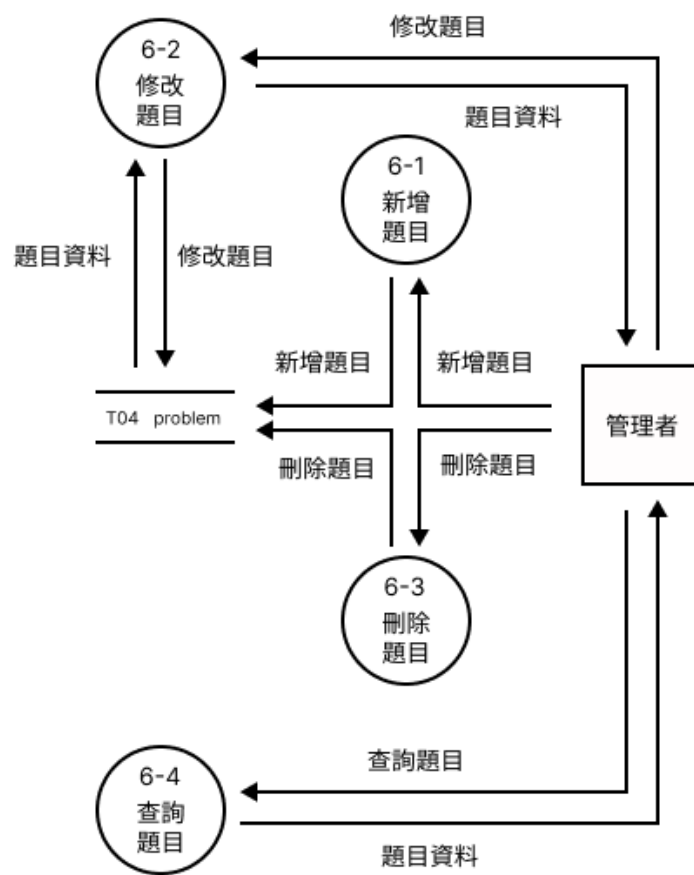 修改題目
6-2
修改
題目
題目資料
6-1
新增
題目
題目資料
修改題目
新增題目
新增題目
T04 problem
管理者
刪除題目
刪除題目
6-3
刪除
題目
查詢題目
6-4
查詢
題目
題目資料